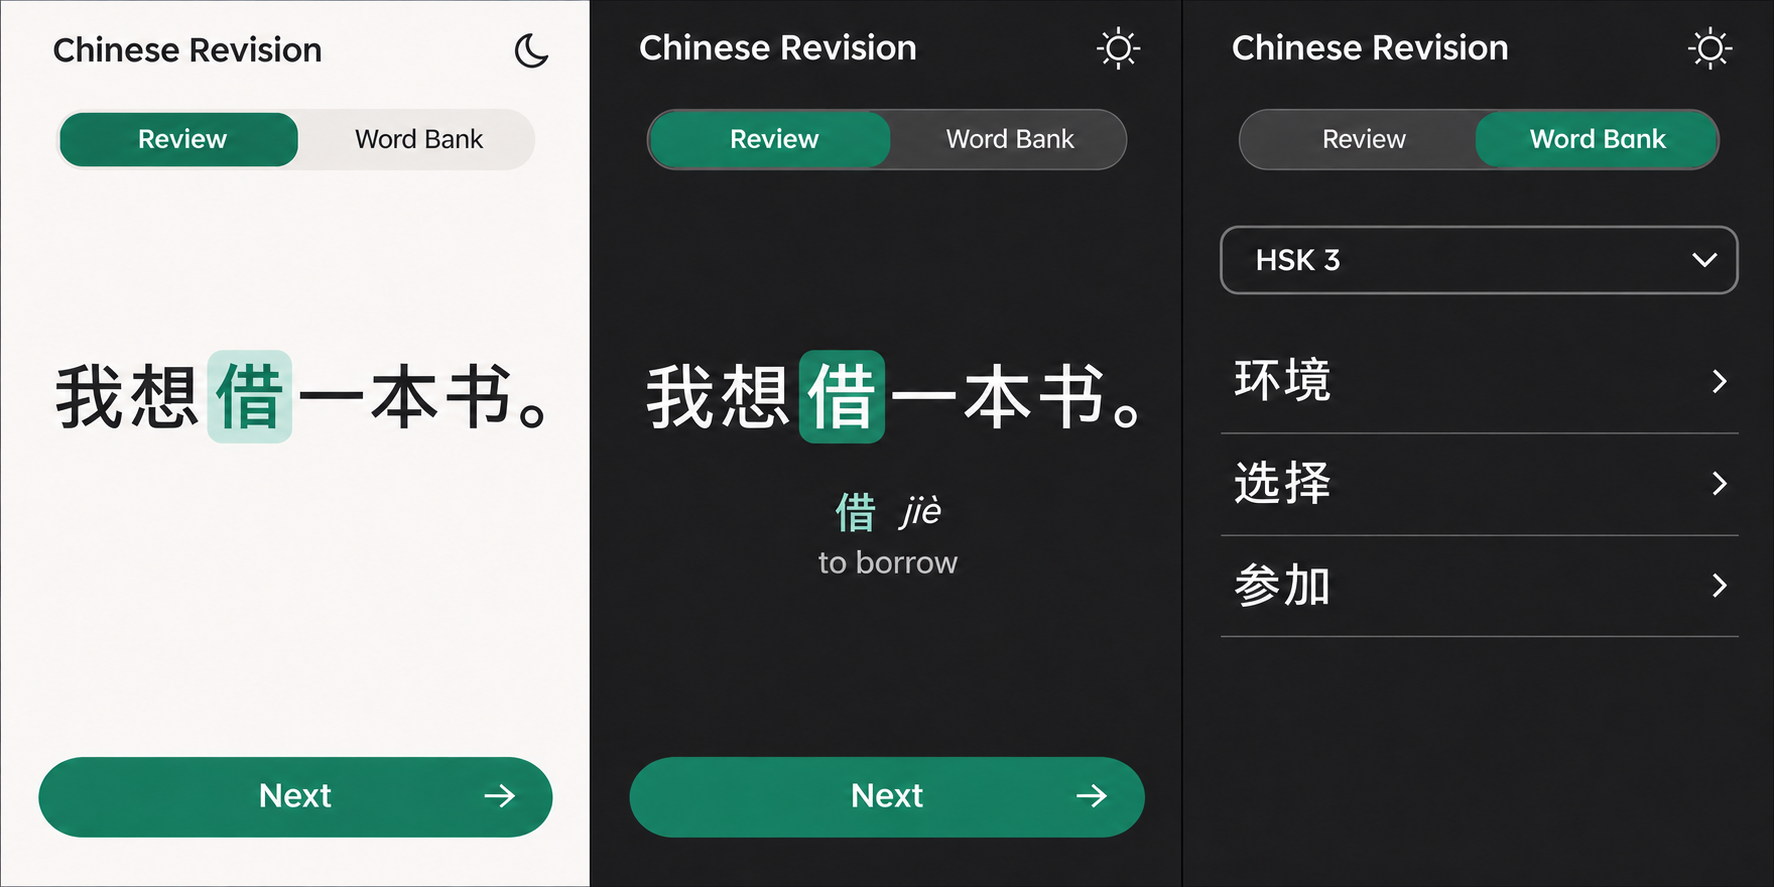 Chinese Revision
Review
Word Bank
我想借一本书。
Next
Chinese Revision
Review
Word Bank
我想借一本书。
借 jiè
to borrow
Next
Chinese Revision
Review
Word Bank
HSK 3
环境
选择
参加